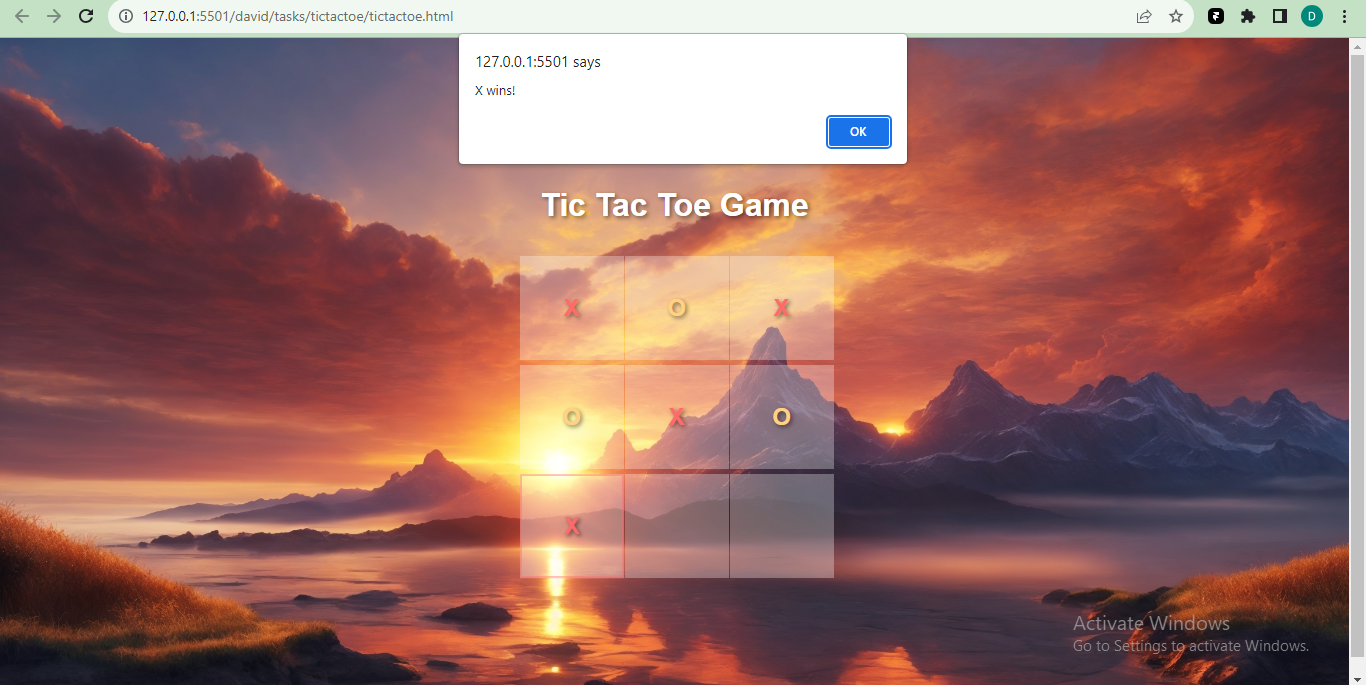 127.0.0.1:5501/david/tasks/tictactoe/tictactoe.html
D
127.0.0.1:5501 says
X wins!
OK
Tic Tac Toe Game
X O X
O X O
X
Activate Windows
Go to Settings to activate Windows.